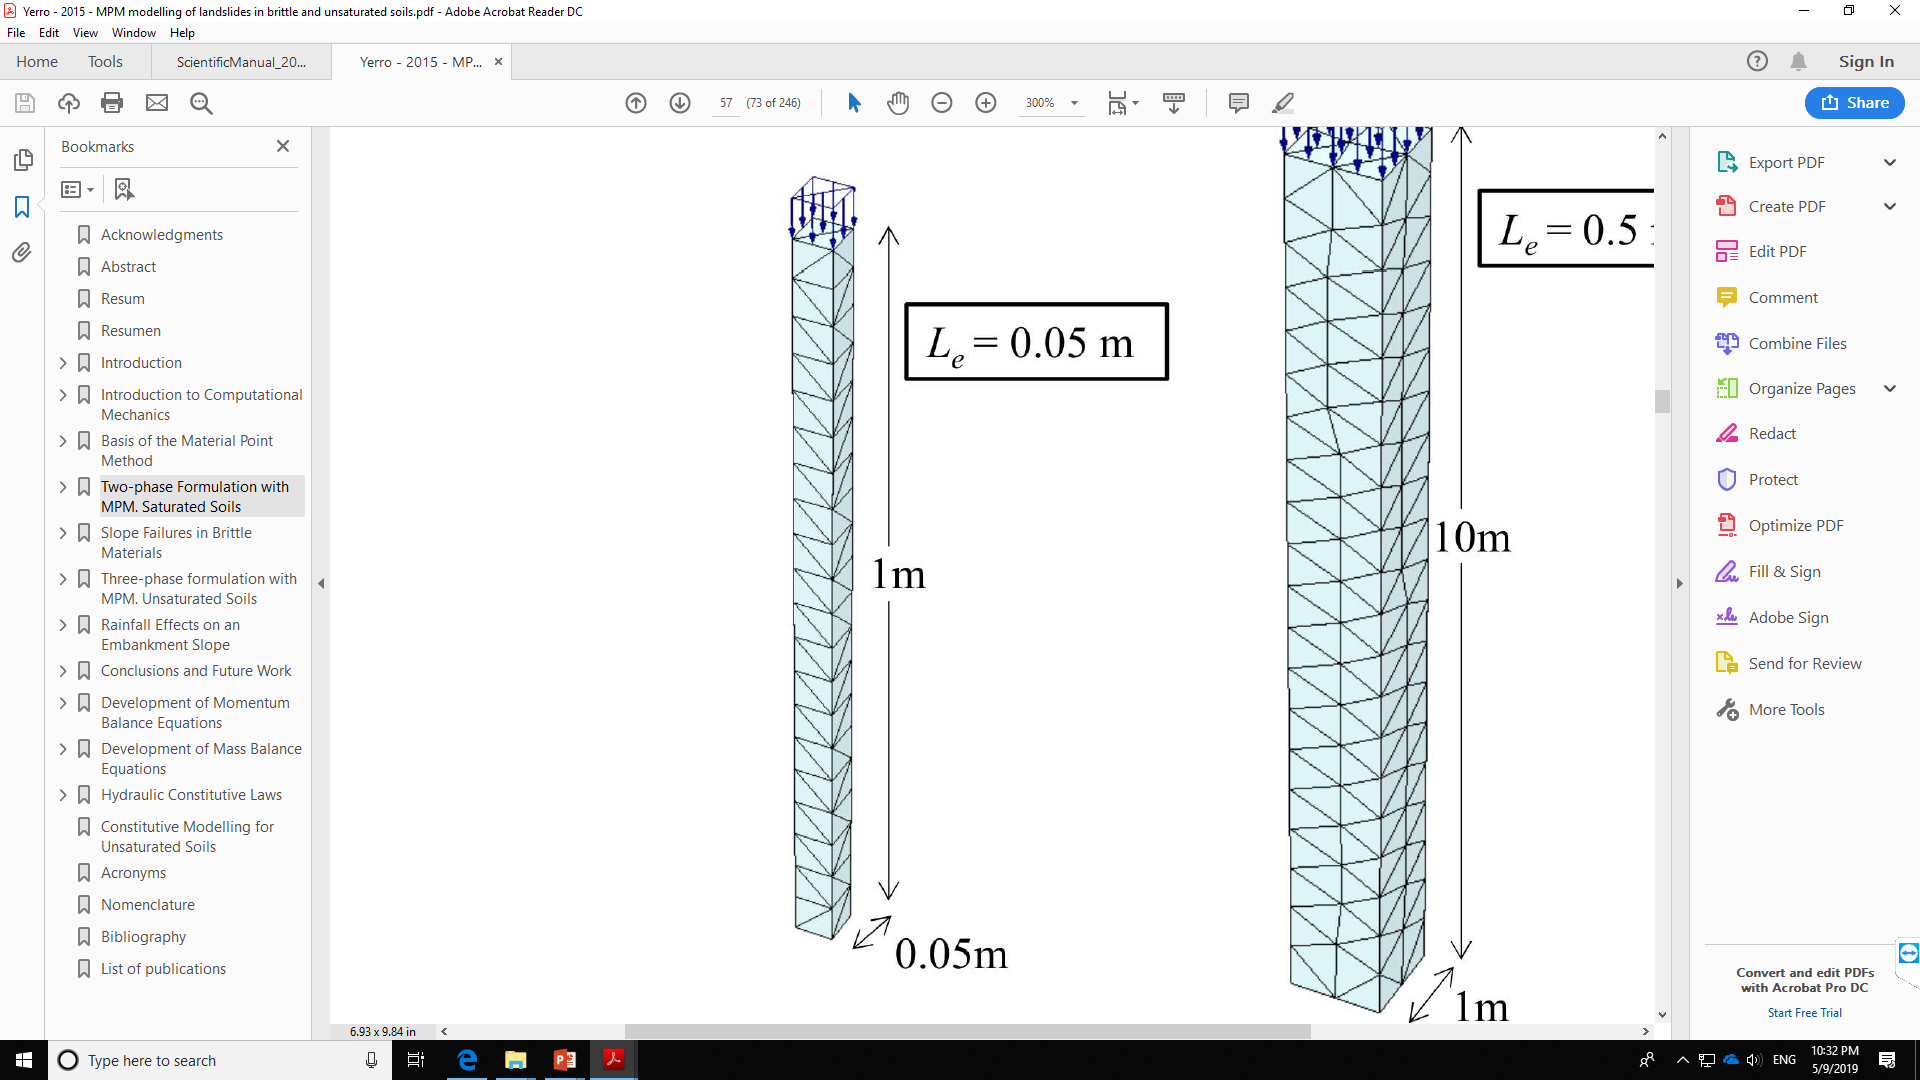 Yerro - 2015 - MPM modelling of landslides in brittle and unsaturated soils.pdf - Adobe Acrobat Reader DC
File Edit View Window Help
Home Tools ScientificManual_20... Yerro - 2015 - MP... Sign In
57 (73 of 246) 300% Share
Bookmarks
Acknowledgments
Abstract
Resum
Resumen
Introduction
Introduction to Computational
Mechanics
Basis of the Material Point
Method
Two-phase Formulation with
MPM. Saturated Soils
Slope Failures in Brittle
Materials
Three-phase formulation with
MPM. Unsaturated Soils
Rainfall Effects on an
Embankment Slope
Conclusions and Future Work
Development of Momentum
Balance Equations
Development of Mass Balance
Equations
Hydraulic Constitutive Laws
Constitutive Modelling for
Unsaturated Soils
Acronyms
Nomenclature
Bibliography
List of publications
Le = 0.05 m
1m
0.05m
Le = 0.5
10m
1m
6.93 x 9.84 in
Export PDF
Create PDF
Edit PDF
Comment
Combine Files
Organize Pages
Redact
Protect
Optimize PDF
Fill & Sign
Adobe Sign
Send for Review
More Tools
Convert and edit PDFs
with Acrobat Pro DC
Start Free Trial
Type here to search
ENG
10:32 PM
5/9/2019